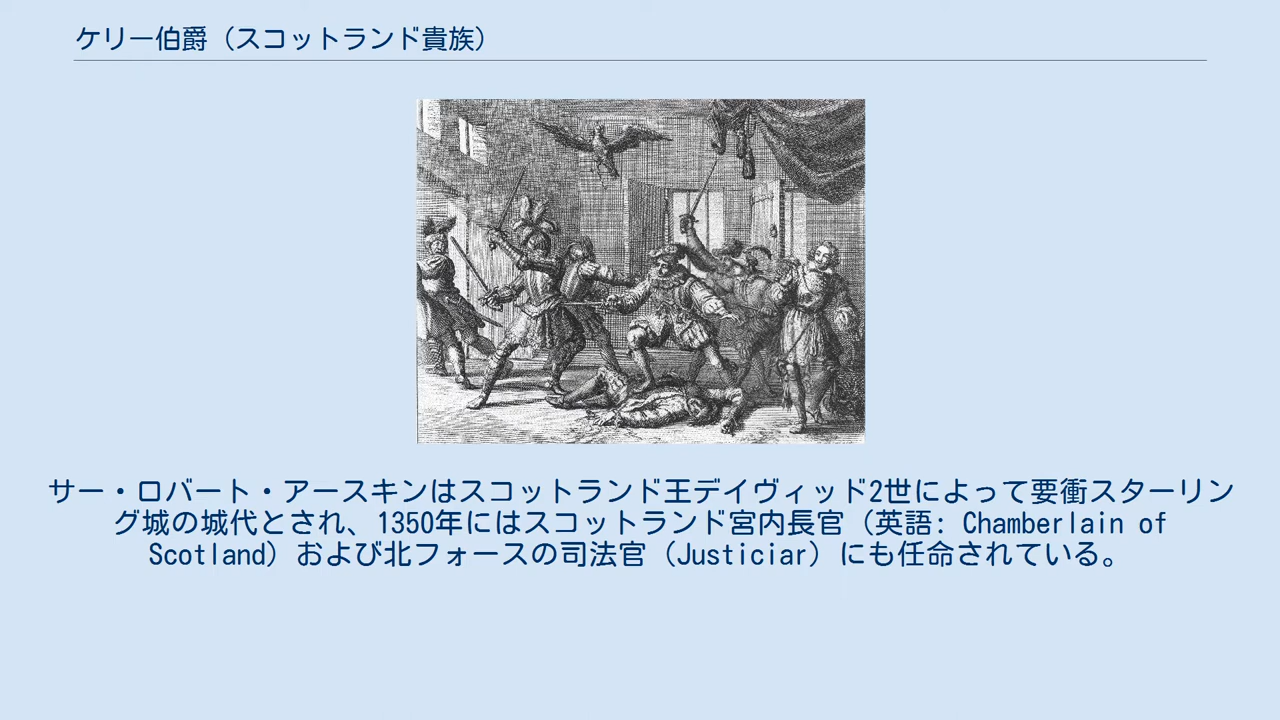 ケリー伯爵（スコットランド貴族）
サー・ロバート・アースキンはスコットランド王デイヴィッド2世によって要衝スターリン
グ城の城代とされ、1350年にはスコットランド宮内長官（英語: Chamberlain of
Scotland）および北フォースの司法官（Justiciar）にも任命されている。